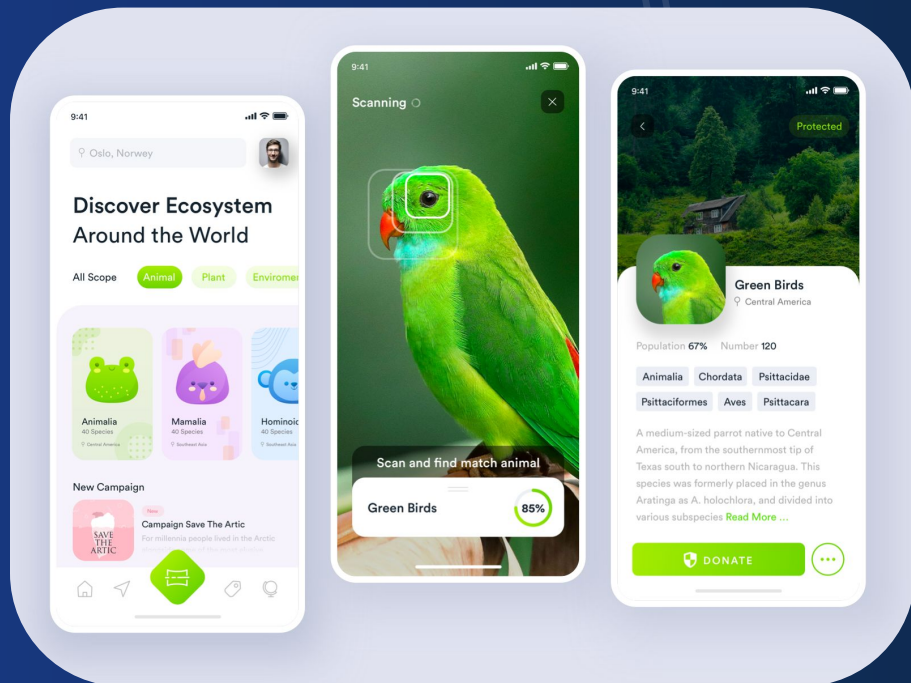 9:41
Oslo, Norwey
Discover Ecosystem
Around the World
All Scope
Animal
Plant
Enviromen
Animalia
40 Species
Central America
Mamalia
40 Species
Southeast Asia
Hominoid
40 Species
Southeast Asia
New Campaign
SAVE
THE
ARTIC
New
Campaign Save The Artic
For millennia people lived in the Arctic
9:41
Scanning
Scan and find match animal
Green Birds
85%
9:41
Protected
Green Birds
Central America
Population 67% Number 120
Animalia Chordata Psittacidae
Psittaciformes Aves Psittacara
A medium-sized parrot native to Central
America, from the southernmost tip of
Texas south to northern Nicaragua. This
species was formerly placed in the genus
Aratinga as A. holochlora, and divided into
various subspecies Read More ...
DONATE